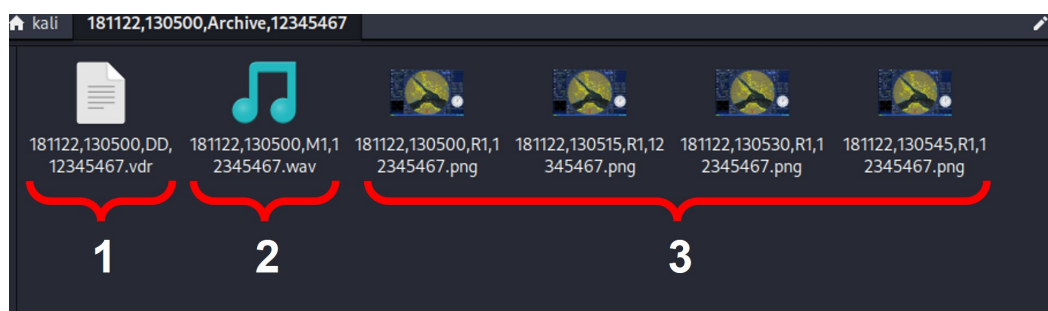 kali 181122,130500,Archive,12345467
181122,130500,DD, 181122,130500,M1,1 181122,130500,R1,1 181122,130515,R1,12 181122,130530,R1,1 181122,130545,R1,1
12345467.vdr 2345467.wav 2345467.png 345467.png 2345467.png 2345467.png
1 2 3